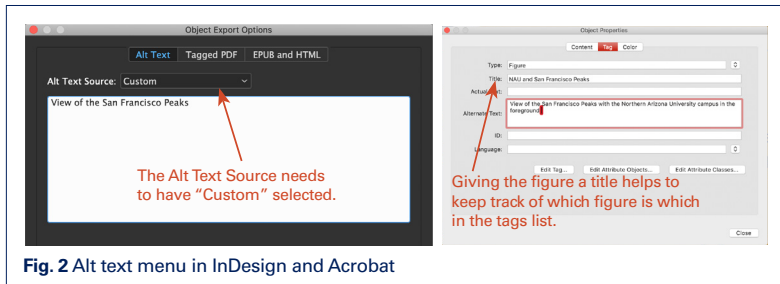 Object Export Options
Alt Text Tagged PDF EPUB and HTML
Alt Text Source: Custom
View of the San Francisco Peaks
The Alt Text Source needs
to have “Custom” selected.
Object Properties
Content Tag Color
Type: Figure
Title: NAU and San Francisco Peaks
Actual Text:
Alternate Text: View of the San Francisco Peaks with the Northern Arizona University campus in the
foreground.
ID:
Language:
Edit Tag... Edit Attribute Objects... Edit Attribute Classes...
Giving the figure a title helps to
keep track of which figure is which
in the tags list.
Close
Fig. 2 Alt text menu in InDesign and Acrobat